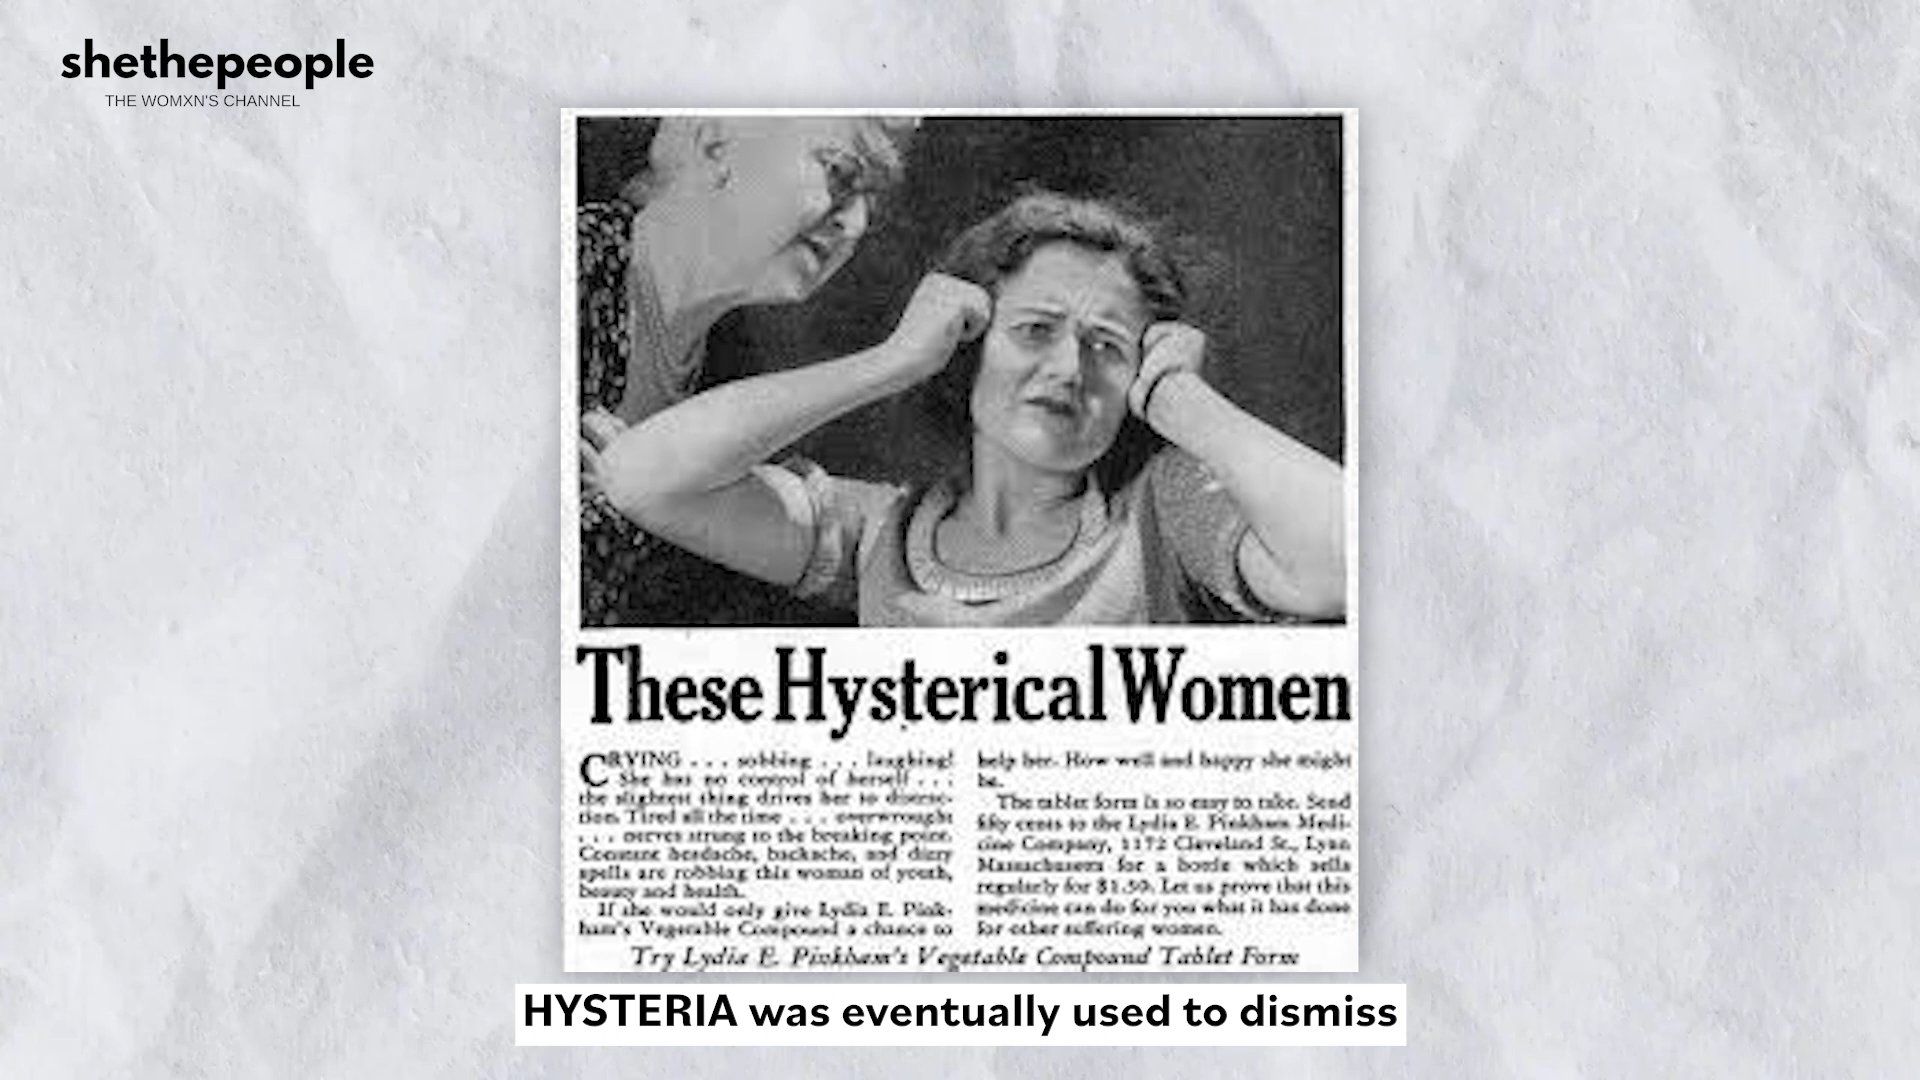 shethepeople
THE WOMXN'S CHANNEL
These Hysterical Women
CRYING . . . sobbing . . . laughing!
She has no control of herself . . .
the slightest thing drives her to distrac-
tion. Tired all the time . . . overwrought
. . . nerves strung to the breaking point.
Constant headache, backache, and dizzy
spells are robbing this woman of youth,
beauty and health.
If she would only give Lydia E. Pink-
ham's Vegetable Compound a chance to
help her. How well and happy she might
be.
The tablet form is so easy to take. Send
fifty cents to the Lydia E. Pinkham Medi-
cine Company, 1172 Cleveland St., Lynn
Massachusetts for a bottle which sells
regularly for $1.50. Let us prove that this
medicine can do for you what it has done
for other suffering women.
Try Lydia E. Pinkham's Vegetable Compound Tablet Form
HYSTERIA was eventually used to dismiss